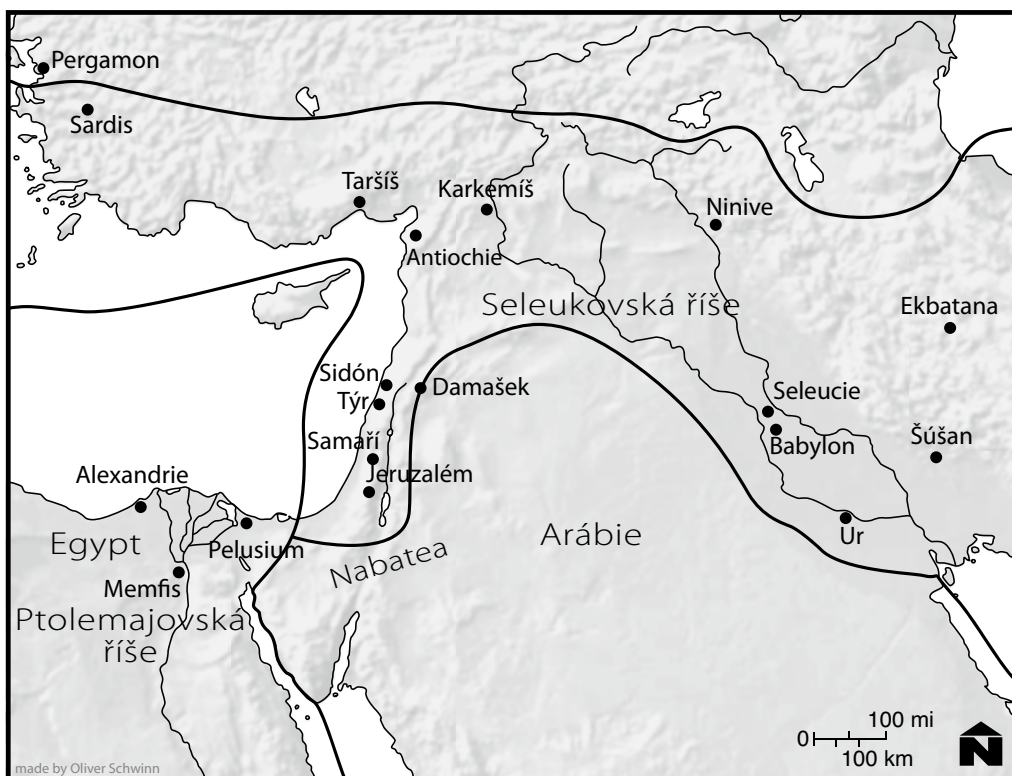 Pergamon
Sardis
Taršíš
Karkemíš
Ninive
Antiochie
Seleukovská říše
Ekbatana
Sidón
Týr
Damašek
Seleucie
Babylon
Šúšan
Samaří
Jeruzalém
Alexandrie
Egypt
Pelusium
Nabatea
Arábie
Ur
Memfis
Ptolemajovská
říše
0
100 mi
100 km
N
made by Oliver Schwinn